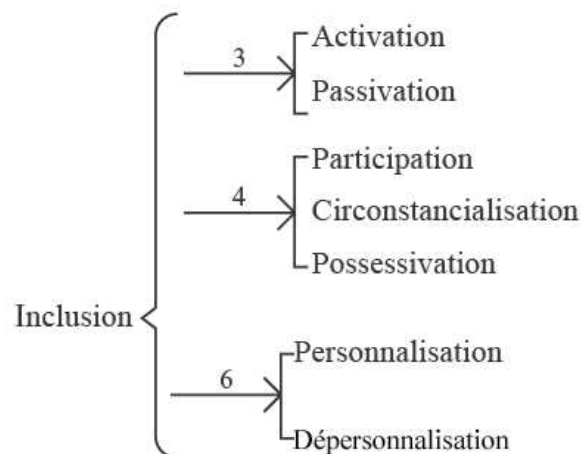 Activation
3
Passivation
Participation
4
Circonstancialisation
Possessivation
Inclusion
Personnalisation
6
Dépersonnalisation